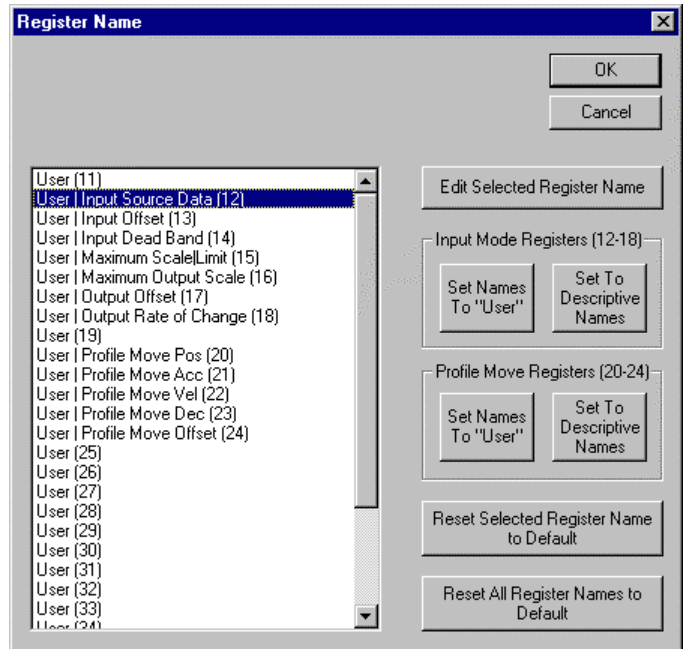 Register Name
OK
Cancel
User (11)
User | Input Source Data (12)
User | Input Offset (13)
User | Input Dead Band (14)
User | Maximum Scale|Limit (15)
User | Maximum Output Scale (16)
User | Output Offset (17)
User | Output Rate of Change (18)
User (19)
User | Profile Move Pos (20)
User | Profile Move Acc (21)
User | Profile Move Vel (22)
User | Profile Move Dec (23)
User | Profile Move Offset (24)
User (25)
User (26)
User (27)
User (28)
User (29)
User (30)
User (31)
User (32)
User (33)
User (34)
Edit Selected Register Name
Input Mode Registers (12-18)
Set Names
To "User"
Set To
Descriptive
Names
Profile Move Registers (20-24)
Set Names
To "User"
Set To
Descriptive
Names
Reset Selected Register Name
to Default
Reset All Register Names to
Default